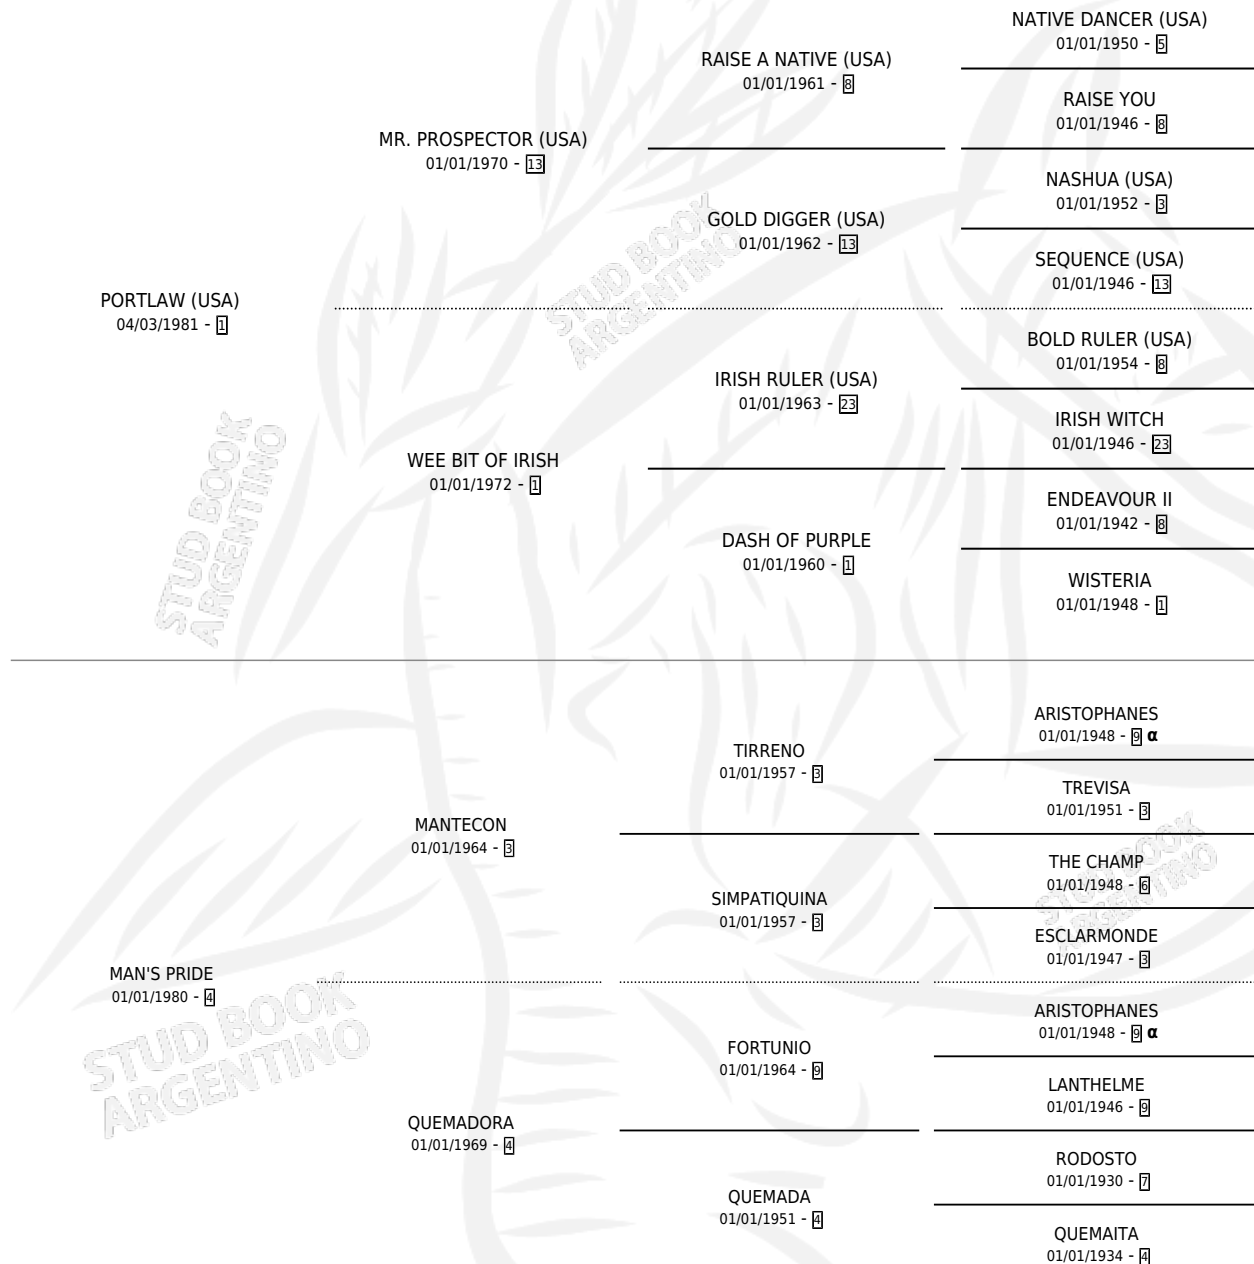 NATIVE DANCER (USA)
01/01/1950 - 5
RAISE A NATIVE (USA)
01/01/1961 - 8
RAISE YOU
01/01/1946 - 8
MR. PROSPECTOR (USA)
01/01/1970 - 13
NASHUA (USA)
01/01/1952 - 3
GOLD DIGGER (USA)
01/01/1962 - 13
SEQUENCE (USA)
01/01/1946 - 13
STUD BOOK
ARGENTINO
PORTLAW (USA)
04/03/1981 - 1
BOLD RULER (USA)
01/01/1954 - 8
IRISH RULER (USA)
01/01/1963 - 23
IRISH WITCH
01/01/1946 - 23
WEE BIT OF IRISH
01/01/1972 - 1
ENDEAVOUR II
01/01/1942 - 8
DASH OF PURPLE
01/01/1960 - 1
WISTERIA
01/01/1948 - 1
STUD BOOK
ARGENTINO
ARISTOPHANES
01/01/1948 - 9 α
TIRRENO
01/01/1957 - 3
TREVISA
01/01/1951 - 3
MANTECON
01/01/1964 - 3
THE CHAMP
01/01/1948 - 6
SIMPATIQUINA
01/01/1957 - 3
ESCLARMONDE
01/01/1947 - 3
STUD BOOK
ARGENTINO
MAN'S PRIDE
01/01/1980 - 4
ARISTOPHANES
01/01/1948 - 9 α
FORTUNIO
01/01/1964 - 9
LANTHELME
01/01/1946 - 9
STUD BOOK
ARGENTINO
QUEMADORA
01/01/1969 - 4
RODOSTO
01/01/1930 - 7
QUEMADA
01/01/1951 - 4
QUEMAITA
01/01/1934 - 4